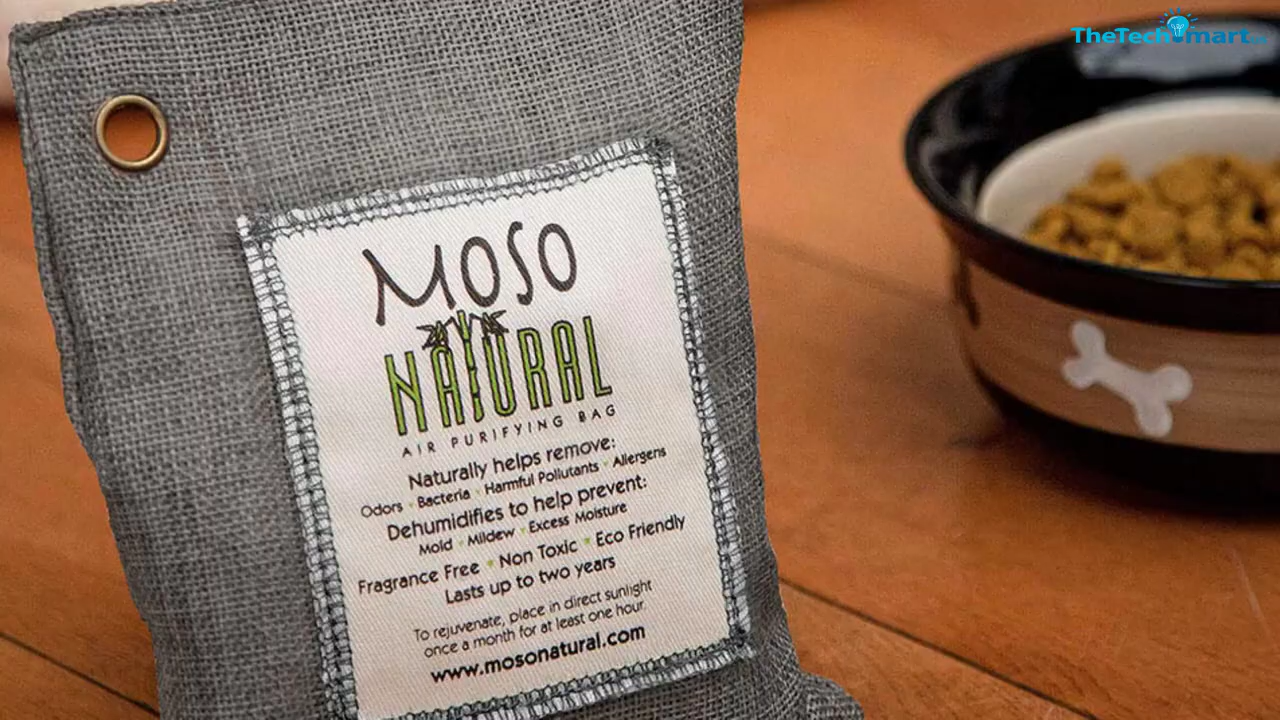 TheTechSmart
MOSO
NATURAL
AIR PURIFYING BAG
Naturally helps remove:
Odors • Bacteria • Harmful Pollutants • Allergens
Dehumidifies to help prevent:
Mold • Mildew • Excess Moisture
Fragrance Free • Non Toxic • Eco Friendly
Lasts up to two years
To rejuvenate, place in direct sunlight
once a month for at least one hour.
www.mosonatural.com